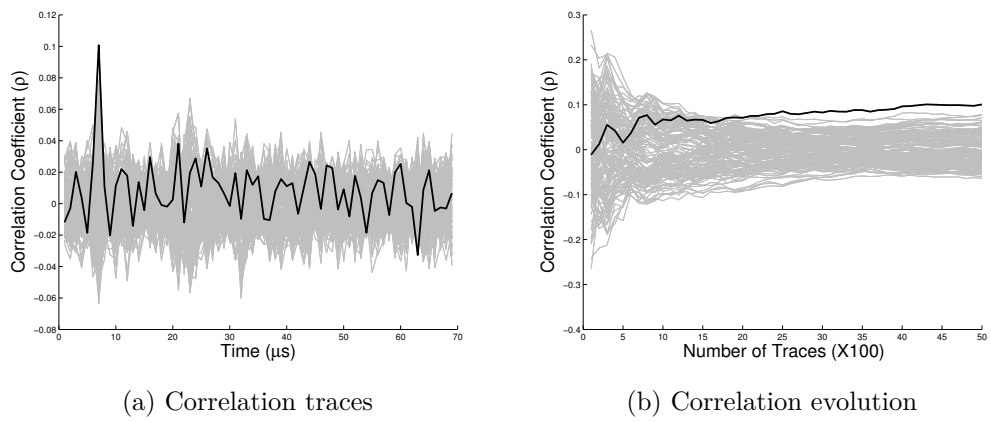 0.12
0.1
0.08
0.06
0.04
0.02
0
−0.02
−0.04
−0.06
−0.08
Correlation Coefficient (ρ)
0 10 20 30 40 50 60 70
Time (μs)
(a) Correlation traces
0.3
0.2
0.1
0
−0.1
−0.2
−0.3
−0.4
Correlation Coefficient (ρ)
0 5 10 15 20 25 30 35 40 45 50
Number of Traces (X100)
(b) Correlation evolution